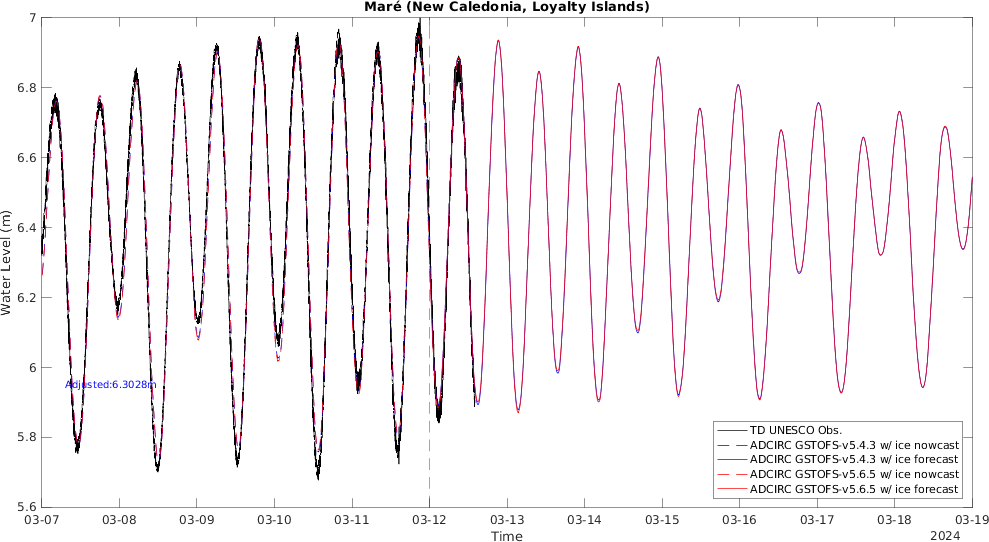 Maré (New Caledonia, Loyalty Islands)
Water Level (m)
7
6.8
6.6
6.4
6.2
6
5.8
5.6
Adjusted:6.3028m
TD UNESCO Obs.
ADCIRC GSTOFS-v5.4.3 w/ ice nowcast
ADCIRC GSTOFS-v5.4.3 w/ ice forecast
ADCIRC GSTOFS-v5.6.5 w/ ice nowcast
ADCIRC GSTOFS-v5.6.5 w/ ice forecast
03-07 03-08 03-09 03-10 03-11 03-12 03-13 03-14 03-15 03-16 03-17 03-18 03-19
Time
2024